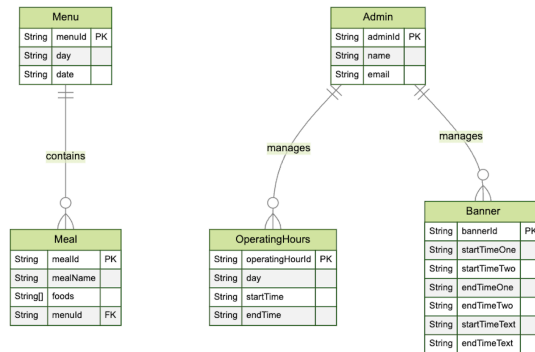 Menu
String menuId PK
String day
String date
contains
Meal
String mealId PK
String mealName
String[] foods
String menuId FK
Admin
String adminId PK
String name
String email
manages
manages
OperatingHours
String operatingHourId PK
String day
String startTime
String endTime
Banner
String bannerId PK
String startTimeOne
String startTimeTwo
String endTimeOne
String endTimeTwo
String startTimeText
String endTimeText